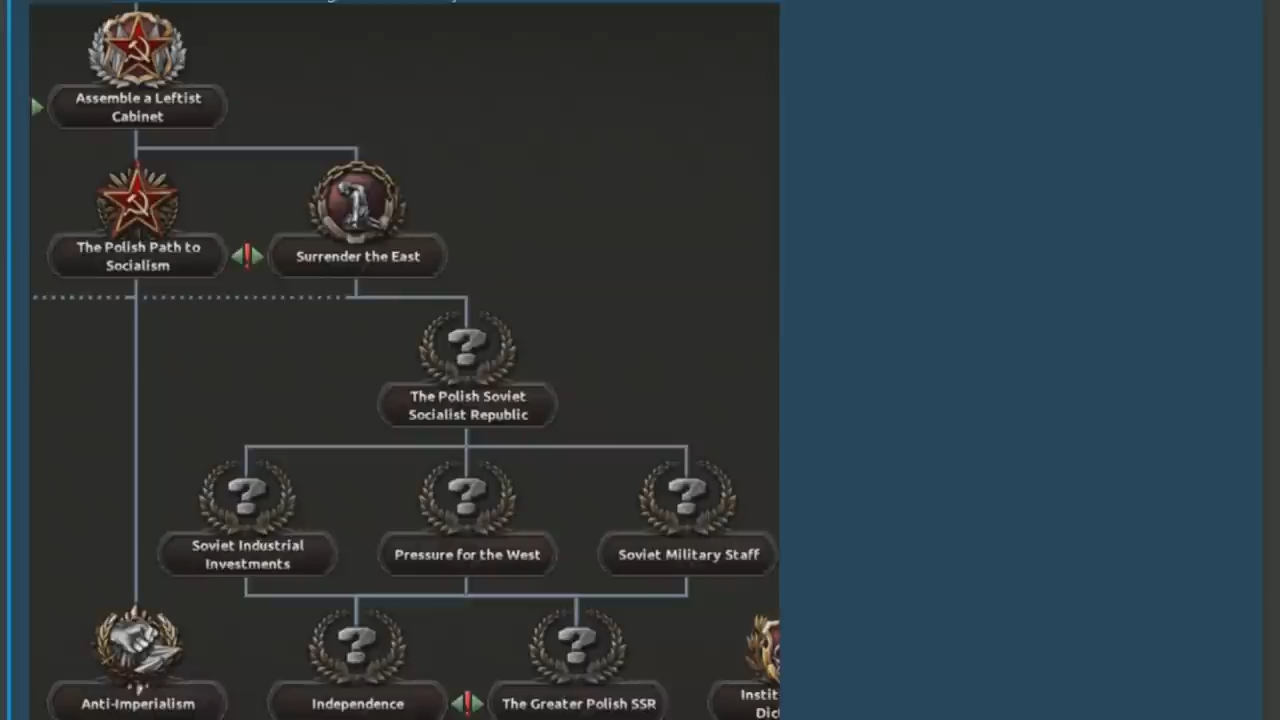 Assemble a Leftist
Cabinet
The Polish Path to
Socialism
Surrender the East
The Polish Soviet
Socialist Republic
Soviet Industrial
Investments
Pressure for the West
Soviet Military Staff
Anti-Imperialism
Independence
The Greater Polish SSR